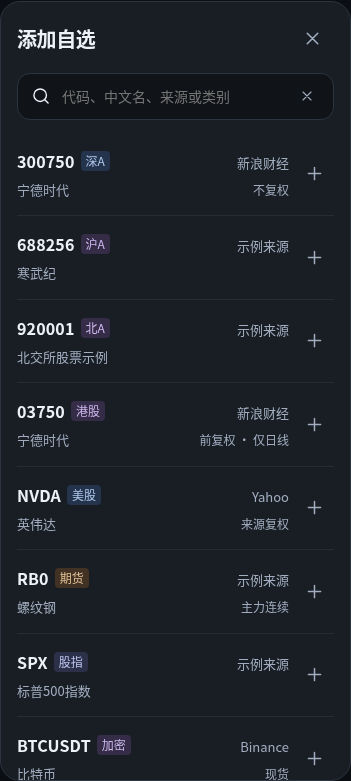 添加自选
代码、中文名、来源或类别
300750 深A 新浪财经
宁德时代 不复权
688256 沪A 示例来源
寒武纪
920001 北A 示例来源
北交所股票示例
03750 港股 新浪财经
宁德时代 前复权 · 仅日线
NVDA 美股 Yahoo
英伟达 来源复权
RB0 期货 示例来源
螺纹钢 主力连续
SPX 股指 示例来源
标普500指数
BTCUSDT 加密 Binance
比特币 现货